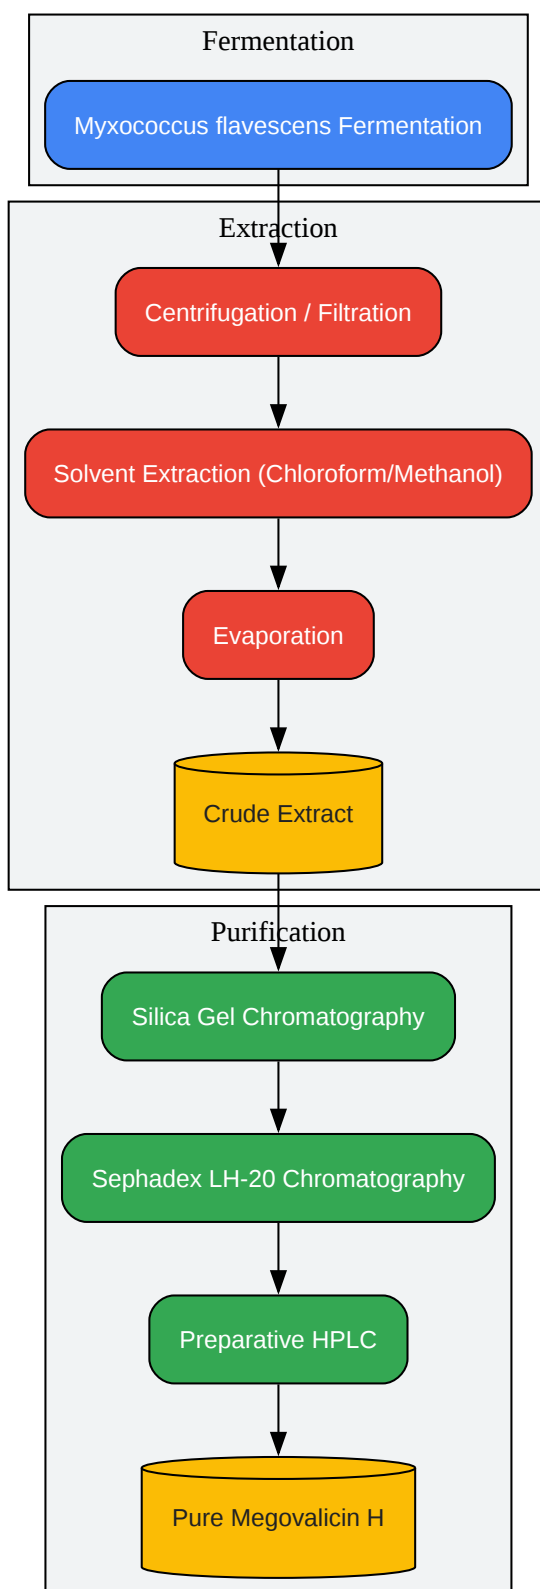 Fermentation
Myxococcus flavescens Fermentation
Extraction
Centrifugation / Filtration
Solvent Extraction (Chloroform/Methanol)
Evaporation
Crude Extract
Purification
Silica Gel Chromatography
Sephadex LH-20 Chromatography
Preparative HPLC
Pure Megovalicin H